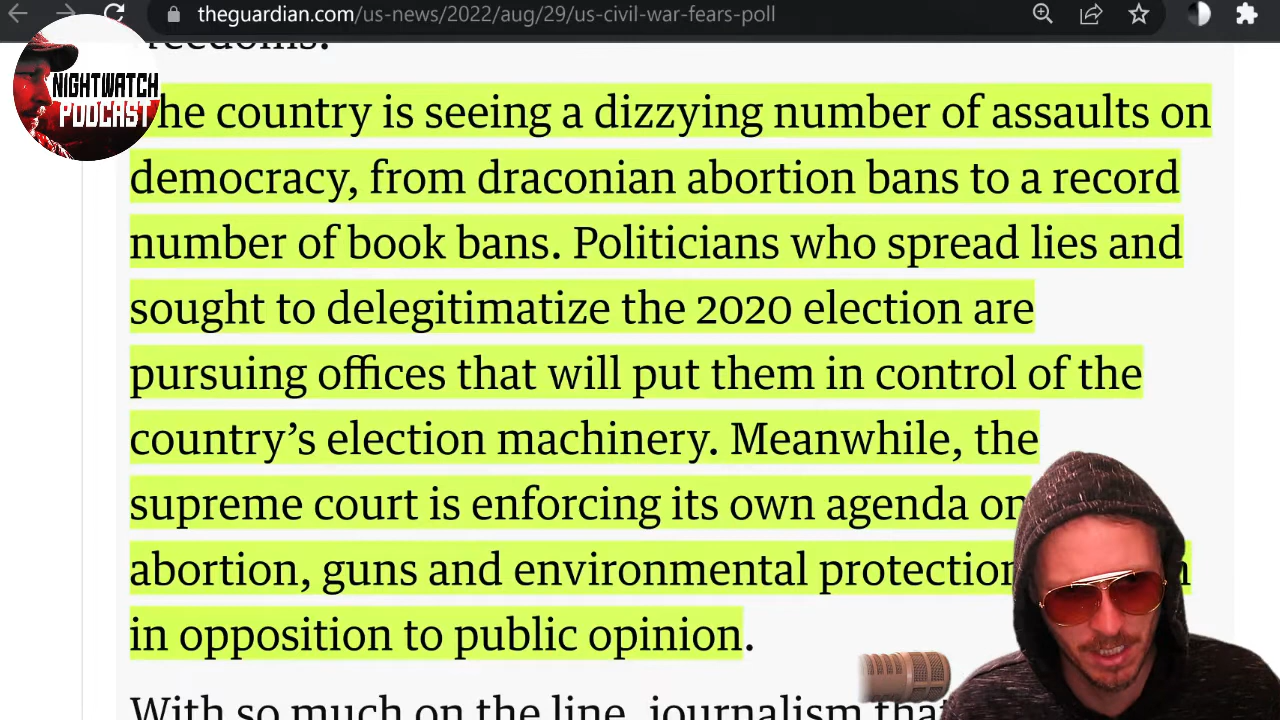 theguardian.com/us-news/2022/aug/29/us-civil-war-fears-poll
freedoms.
NIGHTWATCH
PODCAST
he country is seeing a dizzying number of assaults on
democracy, from draconian abortion bans to a record
number of book bans. Politicians who spread lies and
sought to delegitimatize the 2020 election are
pursuing offices that will put them in control of the
country’s election machinery. Meanwhile, the
supreme court is enforcing its own agenda on
abortion, guns and environmental protection
in opposition to public opinion.
With so much on the line, journalism that